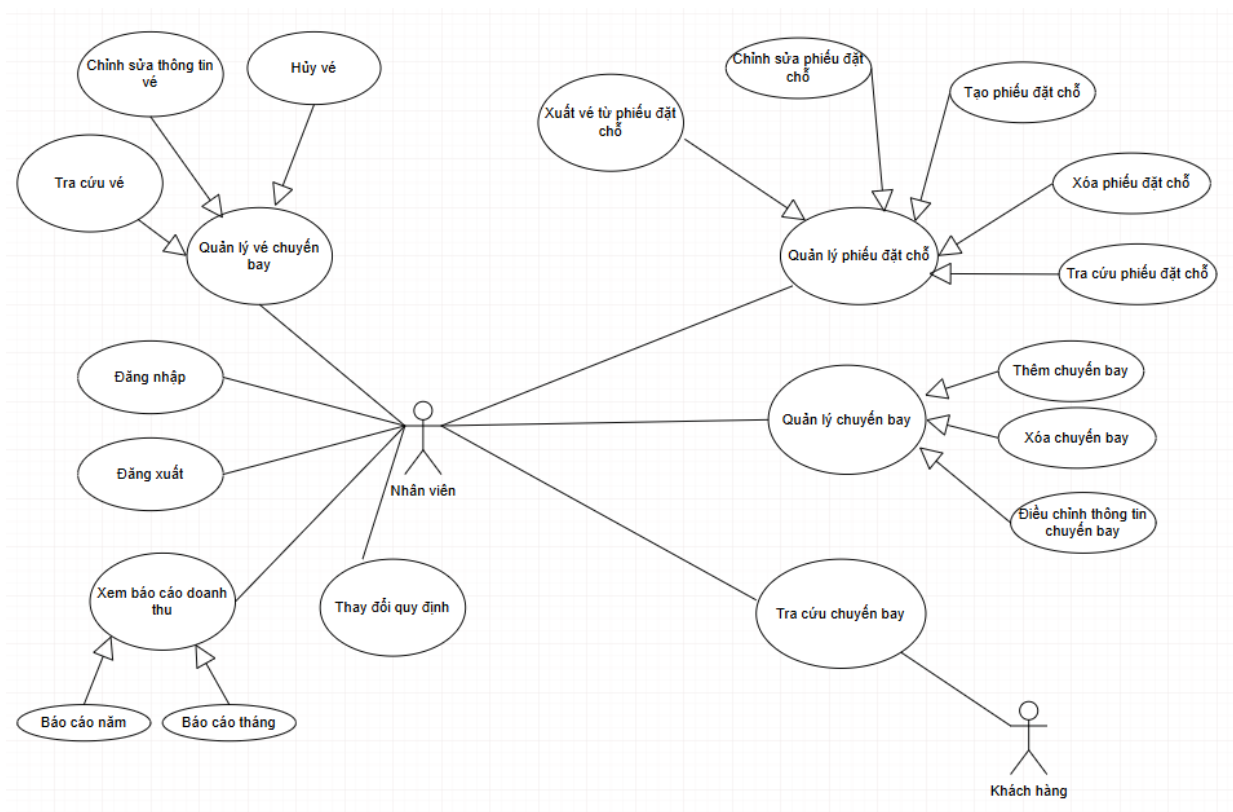 Chỉnh sửa thông tin
vé
Hủy vé
Tra cứu vé
Quản lý vé chuyến
bay
Xuất vé từ phiếu đặt
chỗ
Chỉnh sửa phiếu đặt
chỗ
Tạo phiếu đặt chỗ
Xóa phiếu đặt chỗ
Quản lý phiếu đặt chỗ
Tra cứu phiếu đặt chỗ
Đăng nhập
Đăng xuất
Nhân viên
Quản lý chuyến bay
Thêm chuyến bay
Xóa chuyến bay
Điều chỉnh thông tin
chuyến bay
Xem báo cáo doanh
thu
Thay đổi quy định
Tra cứu chuyến bay
Báo cáo năm
Báo cáo tháng
Khách hàng